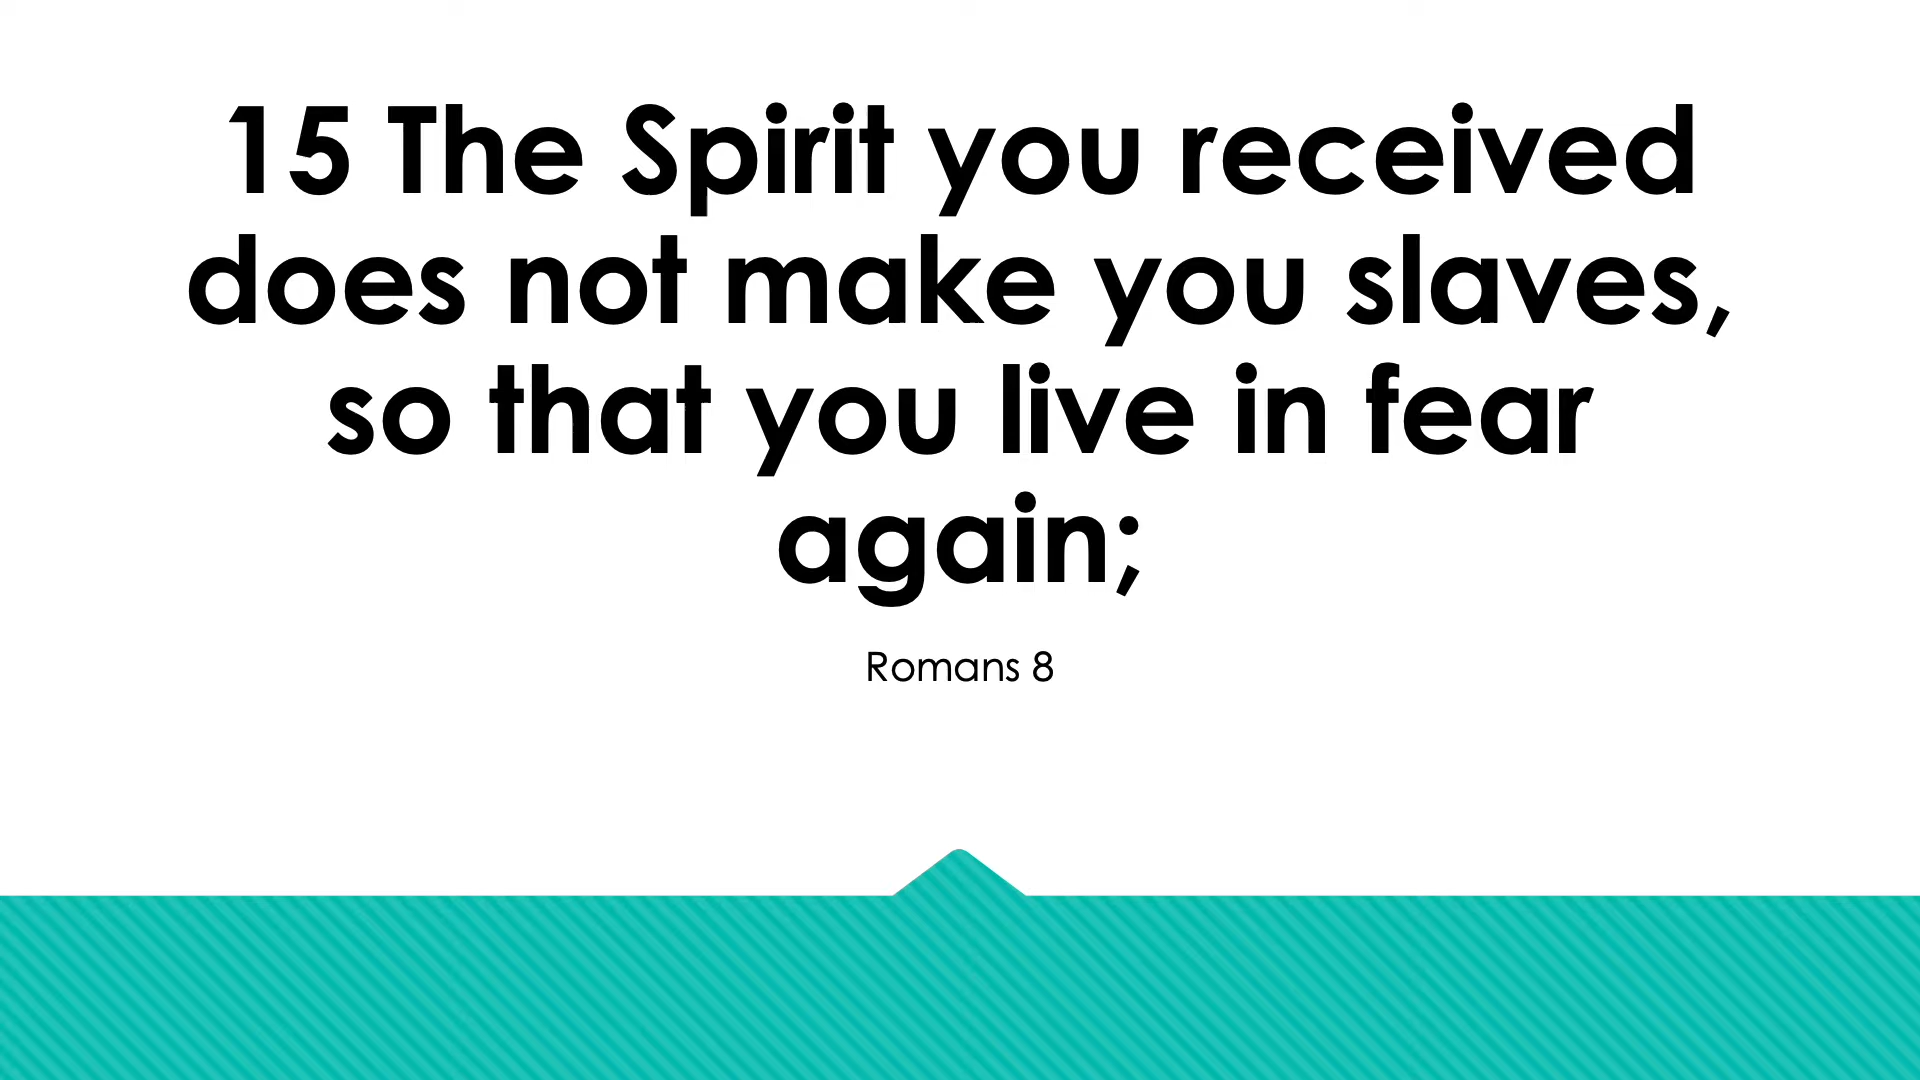 15 The Spirit you received
does not make you slaves,
so that you live in fear
again;
Romans 8